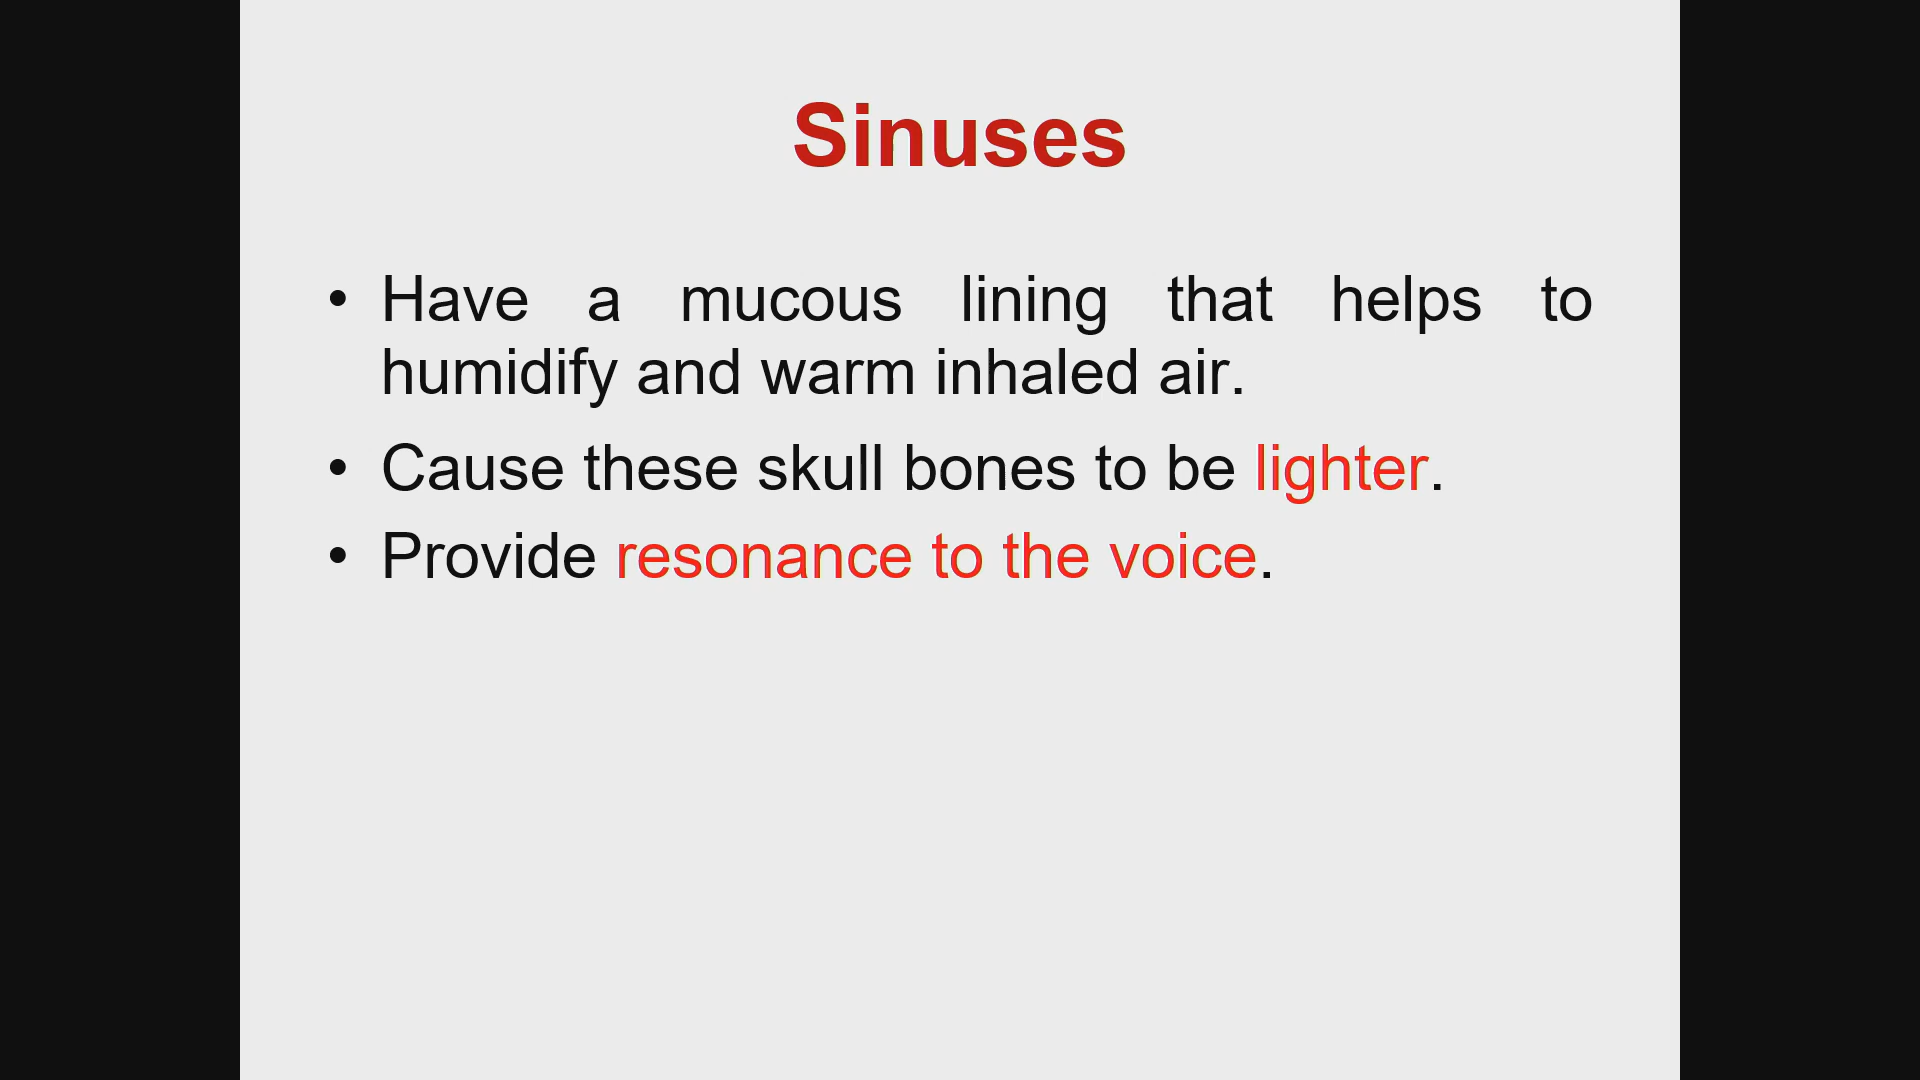 Sinuses
• Have a mucous lining that helps to
humidify and warm inhaled air.
• Cause these skull bones to be lighter.
• Provide resonance to the voice.